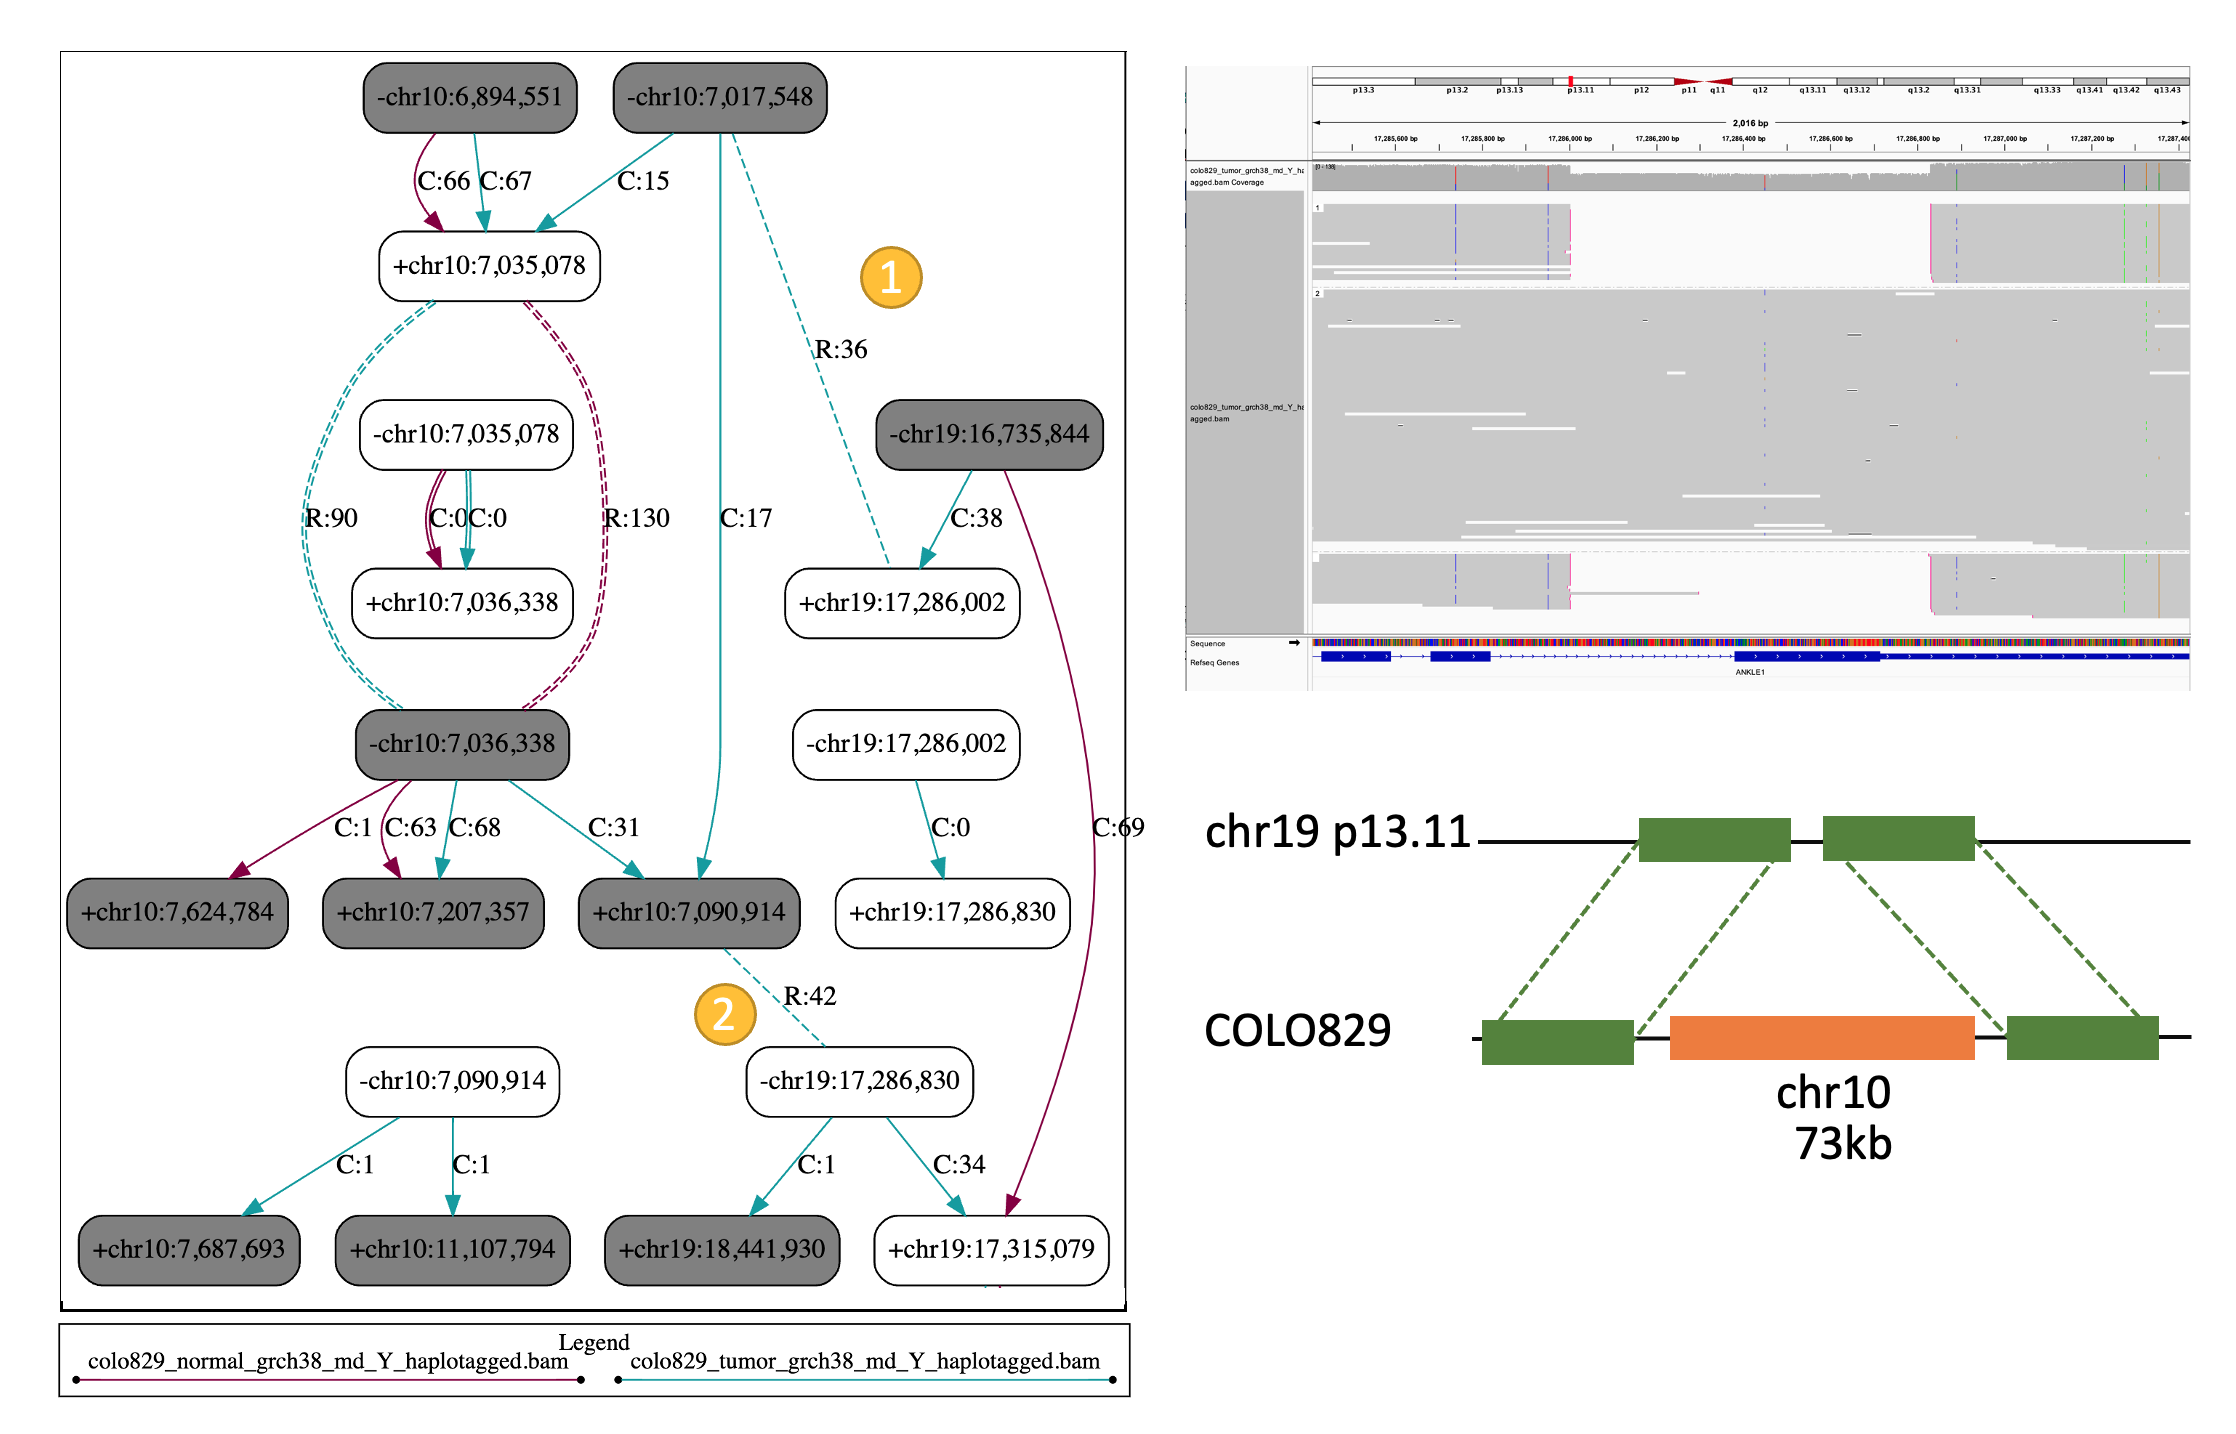 -chr10:6,894,551
-chr10:7,017,548
C:66
C:67
C:15
+chr10:7,035,078
1
R:36
-chr10:7,035,078
-chr19:16,735,844
R:90
C:0
C:0
R:130
C:17
C:38
+chr10:7,036,338
+chr19:17,286,002
-chr10:7,036,338
-chr19:17,286,002
C:1
C:63
C:68
C:31
C:0
C:69
+chr10:7,624,784
+chr10:7,207,357
+chr10:7,090,914
+chr19:17,286,830
2
R:42
-chr10:7,090,914
-chr19:17,286,830
C:1
C:1
C:1
C:34
+chr10:7,687,693
+chr10:11,107,794
+chr19:18,441,930
+chr19:17,315,079
Legend
colo829_normal_grch38_md_Y_haplotagged.bam
colo829_tumor_grch38_md_Y_haplotagged.bam
p13.3 p13.2 p13.13 p13.11 p12 p11 q11 q12 q13.11 q13.12 q13.2 q13.31 q13.33 q13.41 q13.42 q13.43
2,016 bp
17,285,600 bp 17,285,800 bp 17,286,000 bp 17,286,200 bp 17,286,400 bp 17,286,600 bp 17,286,800 bp 17,287,000 bp 17,287,200 bp 17,287,400
colo829_tumor_grch38_md_Y_ha
agged.bam Coverage
1
2
colo829_tumor_grch38_md_Y_ha
agged.bam
Sequence
Refseq Genes
ANKLE1
chr19 p13.11
COLO829
chr10
73kb